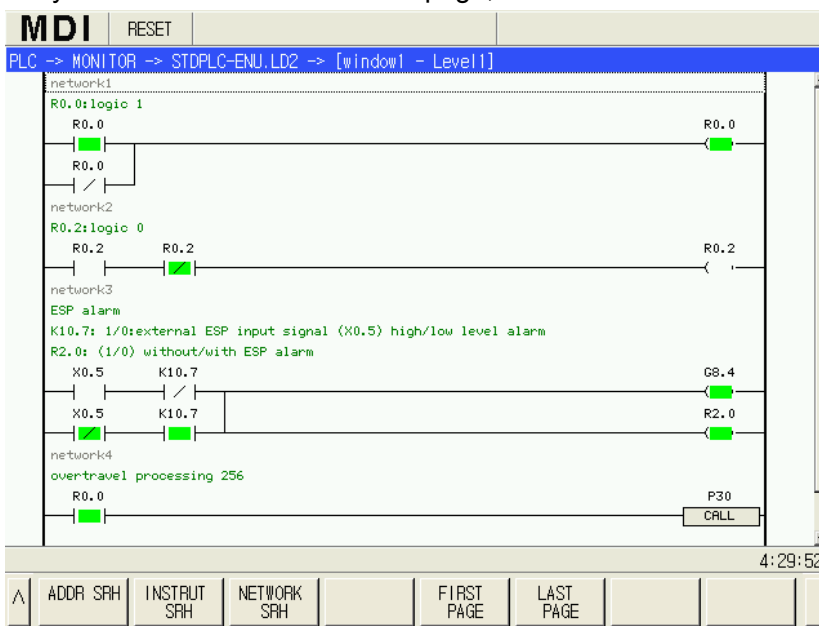 MDI RESET
PLC -> MONITOR -> STDPLC-ENU.LD2 -> [window1 - Level1]
network1
R0.0:logic 1
R0.0 R0.0
R0.0
network2
R0.2:logic 0
R0.2 R0.2 R0.2
network3
ESP alarm
K10.7: 1/0:external ESP input signal (X0.5) high/low level alarm
R2.0: (1/0) without/with ESP alarm
X0.5 K10.7 G8.4
X0.5 K10.7 R2.0
network4
overtravel processing 256
R0.0 P30
CALL
4:29:52
^ ADDR SRH INSTRUT SRH NETWORK SRH FIRST PAGE LAST PAGE